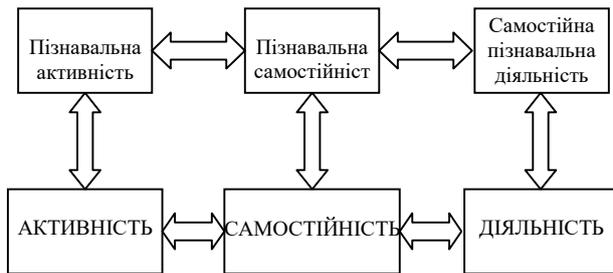 Пізнавальна
активність
Пізнавальна
самостійніст
Самостійна
пізнавальна
діяльність
АКТИВНІСТЬ
САМОСТІЙНІСТЬ
ДІЯЛЬНІСТЬ